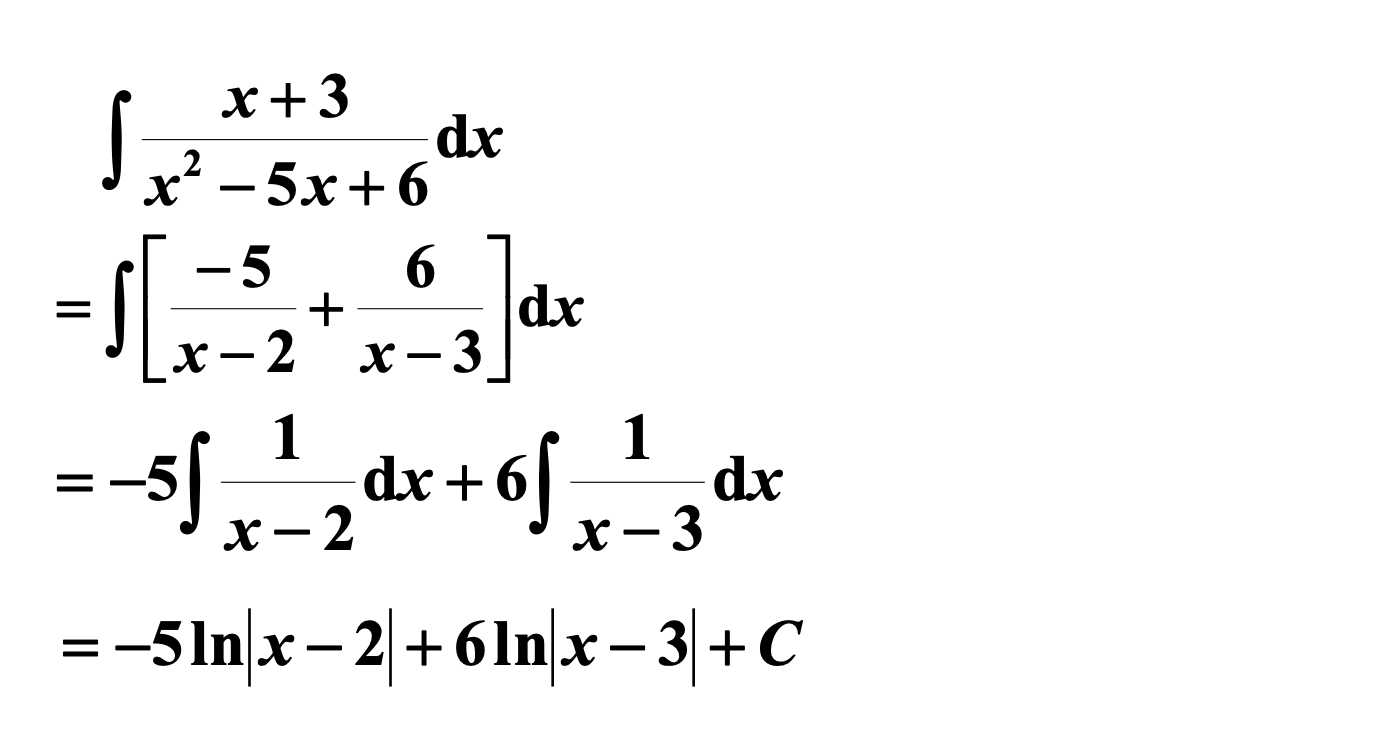 ∫ (x + 3)/(x² − 5x + 6) dx
= ∫ [ (−5)/(x − 2) + 6/(x − 3) ] dx
= −5 ∫ 1/(x − 2) dx + 6 ∫ 1/(x − 3) dx
= −5 ln|x − 2| + 6 ln|x − 3| + C